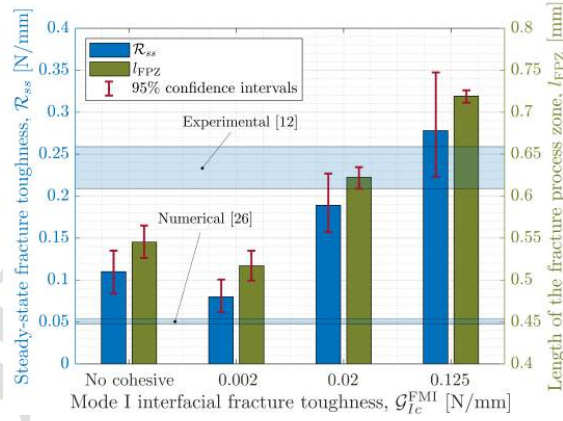 0.4
0.35
0.3
0.25
0.2
0.15
0.1
0.05
0
Steady-state fracture toughness, 𝓡ss [N/mm]
𝓡ss
lFPZ
95% confidence intervals
Experimental [12]
Numerical [26]
0.8
0.75
0.7
0.65
0.6
0.55
0.5
0.45
0.4
Length of the fracture process zone, lFPZ [mm]
No cohesive 0.002 0.02 0.125
Mode I interfacial fracture toughness, 𝒢Ic^FMI [N/mm]